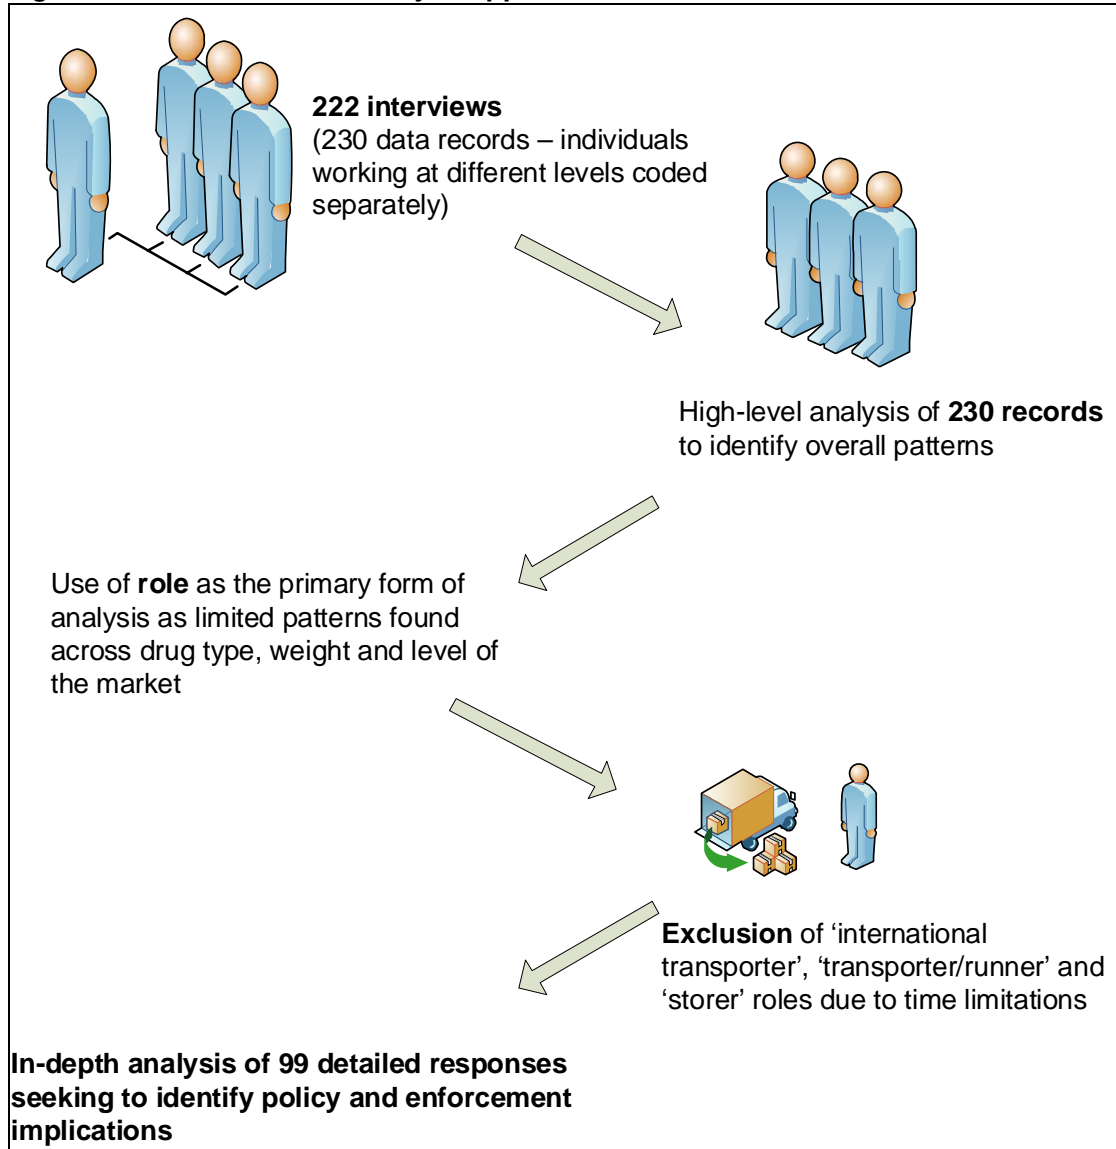 222 interviews
(230 data records – individuals
working at different levels coded
separately)
High-level analysis of 230 records
to identify overall patterns
Use of role as the primary form of
analysis as limited patterns found
across drug type, weight and level of
the market
Exclusion of ‘international
transporter’, ‘transporter/runner’ and
‘storer’ roles due to time limitations
In-depth analysis of 99 detailed responses
seeking to identify policy and enforcement
implications